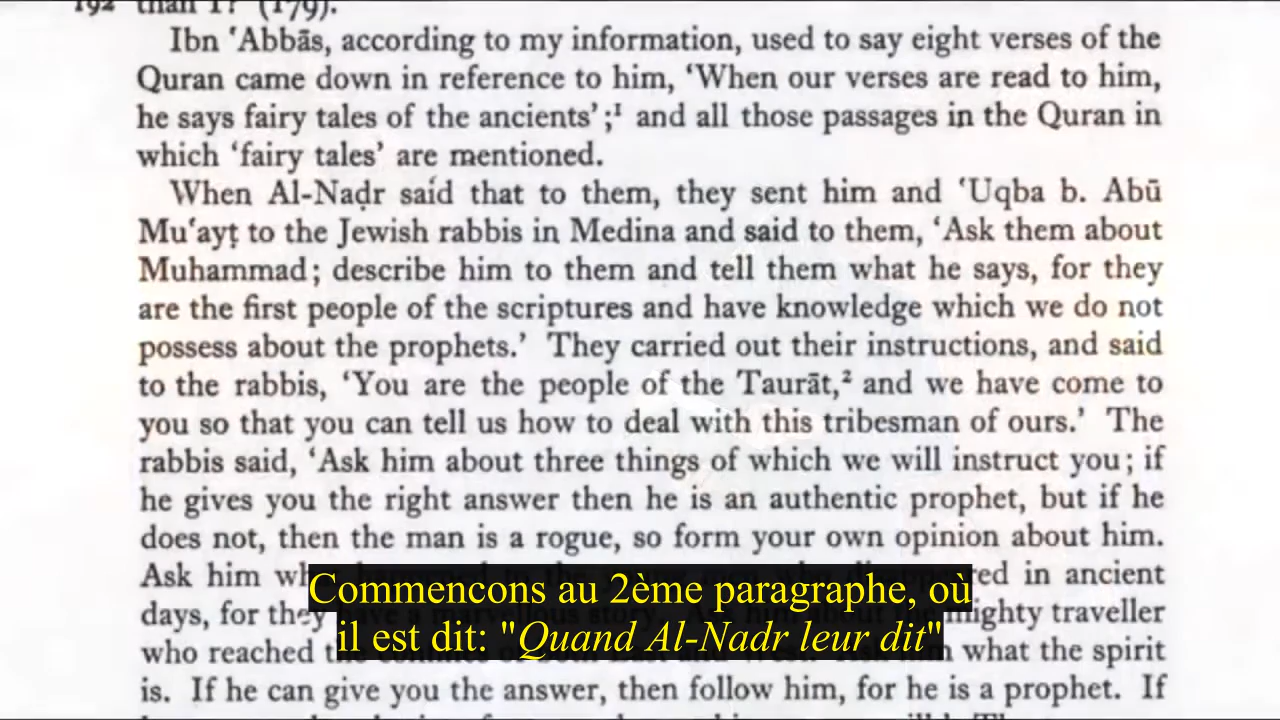 192 than I? (179).
Ibn ‘Abbās, according to my information, used to say eight verses of the
Quran came down in reference to him, ‘When our verses are read to him,
he says fairy tales of the ancients’;¹ and all those passages in the Quran in
which ‘fairy tales’ are mentioned.
When Al-Naḍr said that to them, they sent him and ‘Uqba b. Abū
Mu‘ayṭ to the Jewish rabbis in Medina and said to them, ‘Ask them about
Muhammad; describe him to them and tell them what he says, for they
are the first people of the scriptures and have knowledge which we do not
possess about the prophets.’ They carried out their instructions, and said
to the rabbis, ‘You are the people of the Taurāt,² and we have come to
you so that you can tell us how to deal with this tribesman of ours.’ The
rabbis said, ‘Ask him about three things of which we will instruct you; if
he gives you the right answer then he is an authentic prophet, but if he
does not, then the man is a rogue, so form your own opinion about him.
Ask him in ancient
days, for they mighty traveller
who reached what the spirit
is. If he can give you the answer, then follow him, for he is a prophet. If
Commencons au 2ème paragraphe, où
il est dit: "Quand Al-Nadr leur dit"